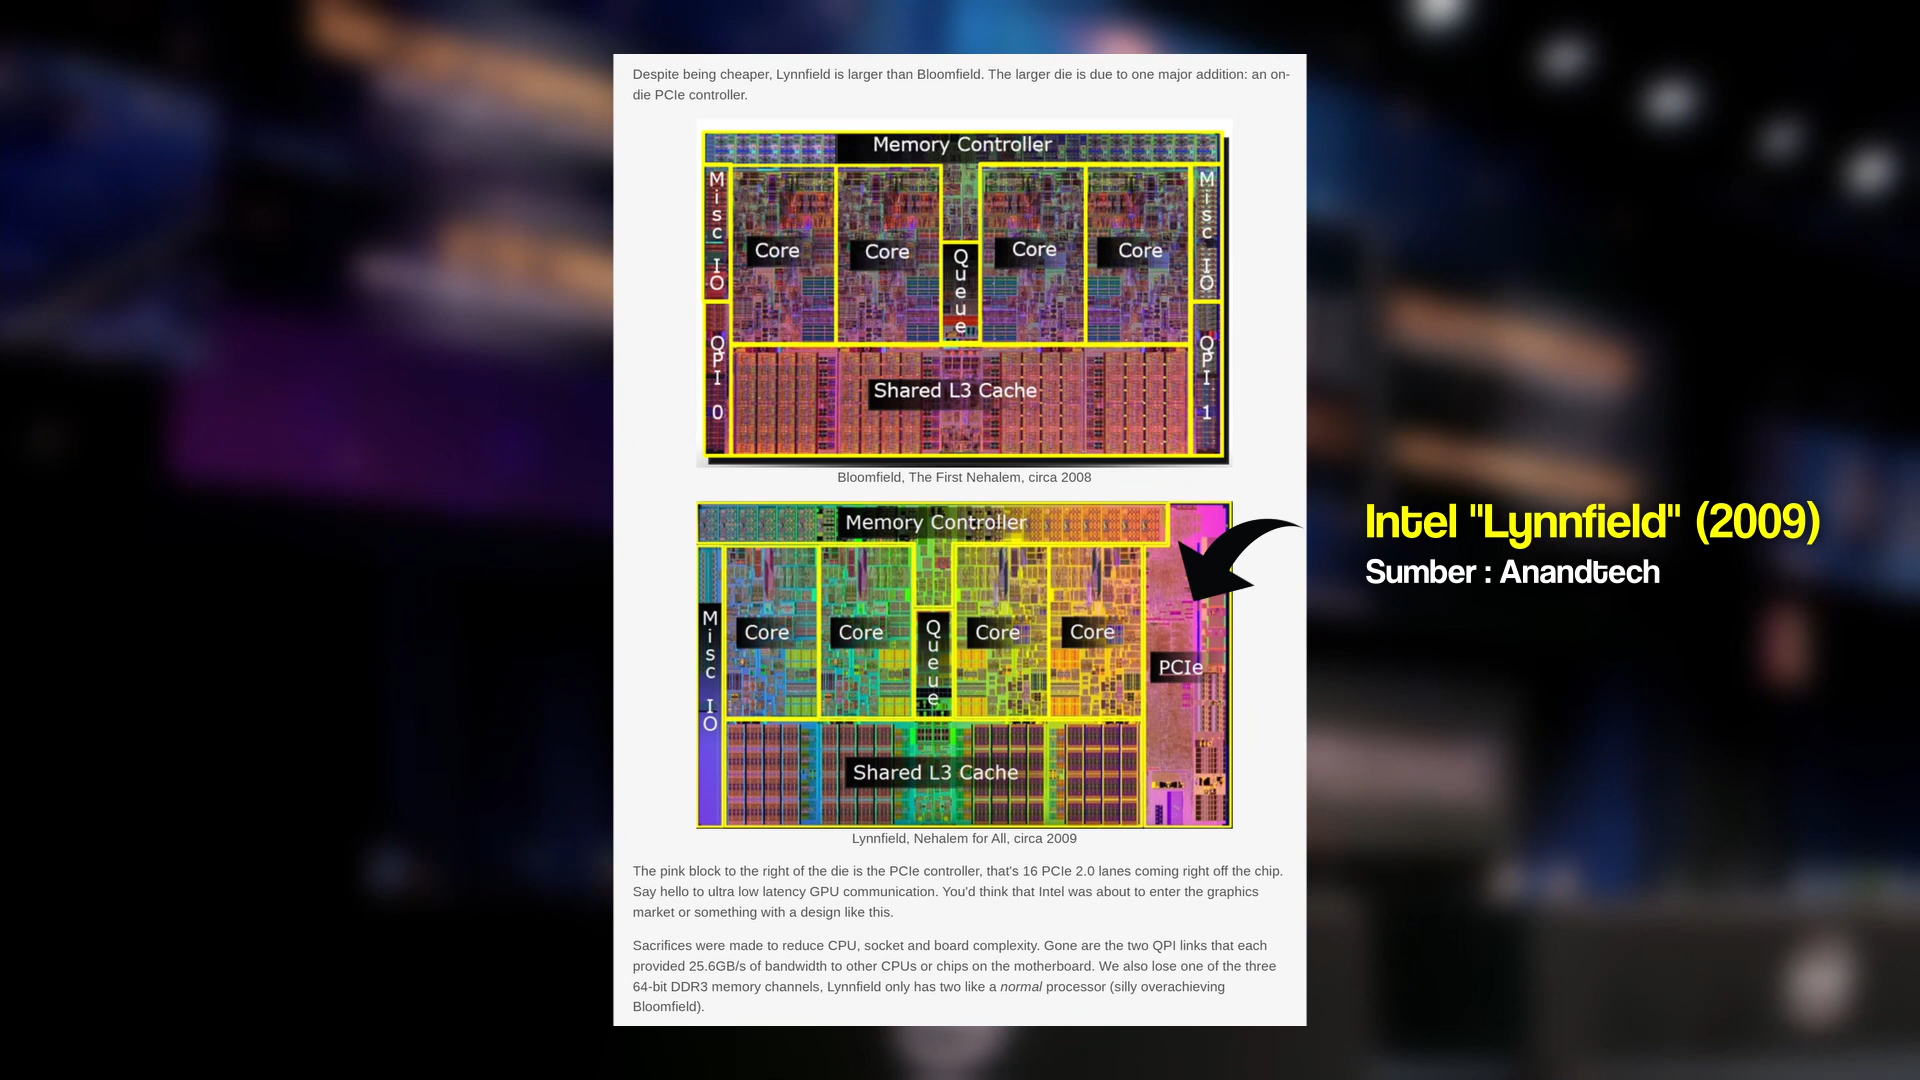 Despite being cheaper, Lynnfield is larger than Bloomfield. The larger die is due to one major addition: an on-
die PCIe controller.
Memory Controller
Misc IO
Core
Core
Queue
Core
Core
Misc IO
QPI 0
Shared L3 Cache
QPI 1
Bloomfield, The First Nehalem, circa 2008
Memory Controller
Misc IO
Core
Core
Queue
Core
Core
PCIe
Shared L3 Cache
Lynnfield, Nehalem for All, circa 2009
Intel "Lynnfield" (2009)
Sumber : Anandtech
The pink block to the right of the die is the PCIe controller, that's 16 PCIe 2.0 lanes coming right off the chip.
Say hello to ultra low latency GPU communication. You'd think that Intel was about to enter the graphics
market or something with a design like this.
Sacrifices were made to reduce CPU, socket and board complexity. Gone are the two QPI links that each
provided 25.6GB/s of bandwidth to other CPUs or chips on the motherboard. We also lose one of the three
64-bit DDR3 memory channels, Lynnfield only has two like a normal processor (silly overachieving
Bloomfield).